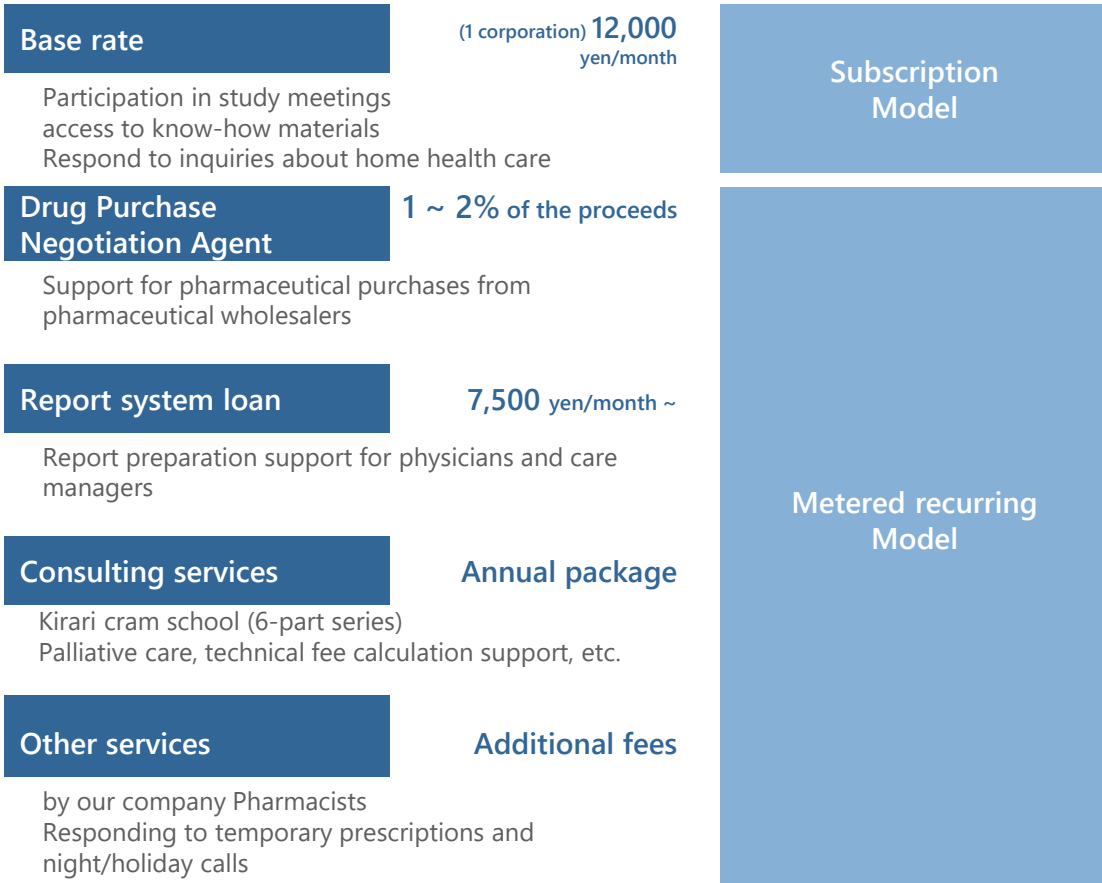 Base rate
(1 corporation) 12,000
yen/month
Participation in study meetings
access to know-how materials
Respond to inquiries about home health care
Subscription
Model
Drug Purchase
Negotiation Agent
1 ~ 2% of the proceeds
Support for pharmaceutical purchases from
pharmaceutical wholesalers
Report system loan
7,500 yen/month ~
Report preparation support for physicians and care
managers
Metered recurring
Model
Consulting services
Annual package
Kirari cram school (6-part series)
Palliative care, technical fee calculation support, etc.
Other services
Additional fees
by our company Pharmacists
Responding to temporary prescriptions and
night/holiday calls